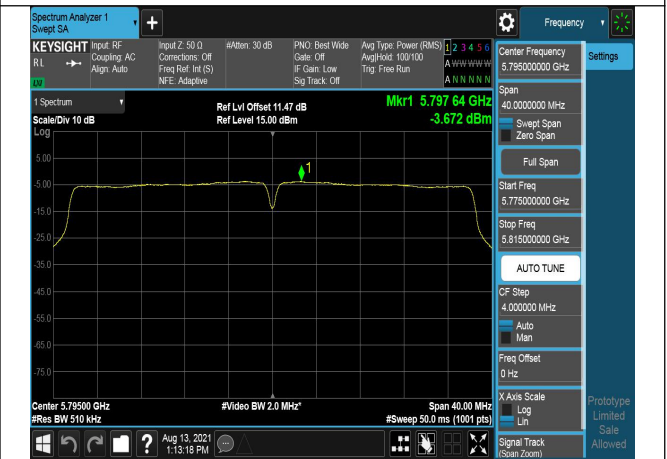 Spectrum Analyzer 1
Swept SA
+
Frequency
KEYSIGHT
RL
LXI
Input: RF
Coupling: AC
Align: Auto
Input Z: 50 Ω
Corrections: Off
Freq Ref: Int (S)
NFE: Adaptive
#Atten: 30 dB
PNO: Best Wide
Gate: Off
IF Gain: Low
Sig Track: Off
Avg Type: Power (RMS)
Avg|Hold: 100/100
Trig: Free Run
1 2 3 4 5 6
A W W W W W
A N N N N N
1 Spectrum
Scale/Div 10 dB
Log
Ref Lvl Offset 11.47 dB
Ref Level 15.00 dBm
Mkr1 5.797 64 GHz
-3.672 dBm
1
5.00
-5.00
-15.0
-25.0
-35.0
-45.0
-55.0
-65.0
-75.0
Center 5.79500 GHz
#Res BW 510 kHz
#Video BW 2.0 MHz*
Span 40.00 MHz
#Sweep 50.0 ms (1001 pts)
Center Frequency
5.795000000 GHz
Settings
Span
40.0000000 MHz
Swept Span
Zero Span
Full Span
Start Freq
5.775000000 GHz
Stop Freq
5.815000000 GHz
AUTO TUNE
CF Step
4.000000 MHz
Auto
Man
Freq Offset
0 Hz
X Axis Scale
Log
Lin
Signal Track
(Span Zoom)
Prototype
Limited
Sale
Allowed
?
Aug 13, 2021
1:13:18 PM